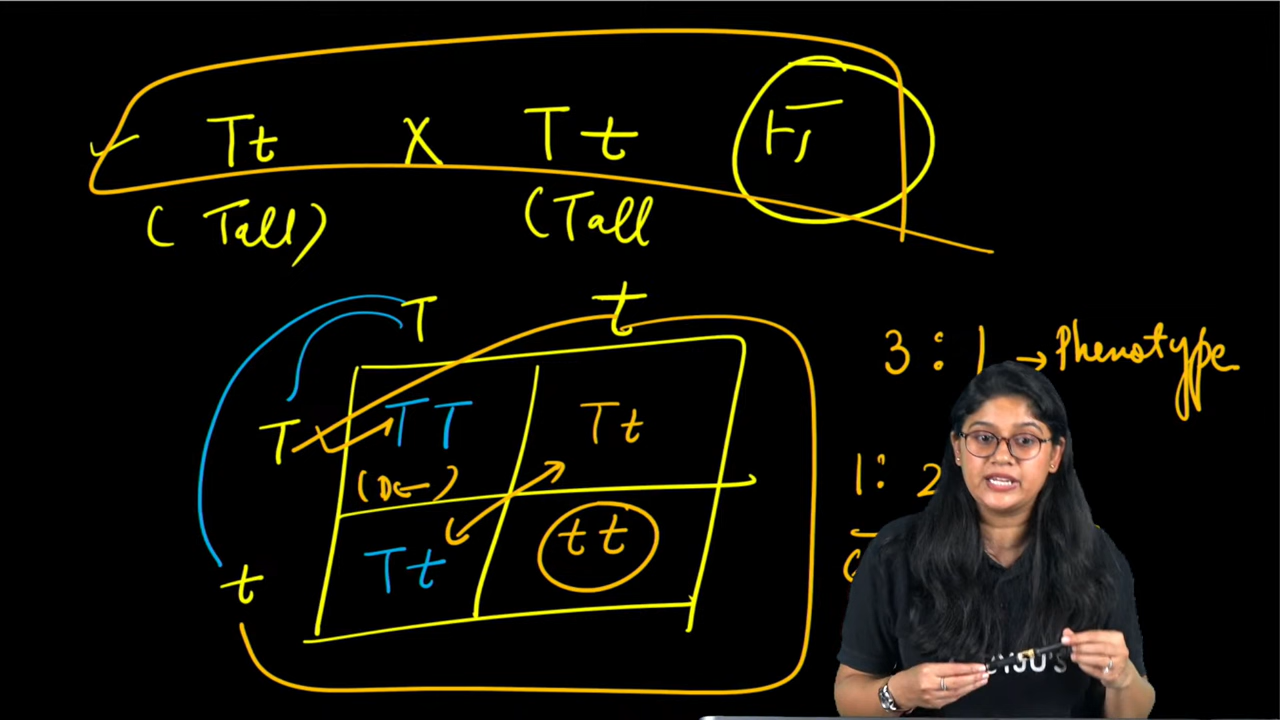 Tt X Tt F1
(Tall) (Tall
T t
T TT Tt
t Tt tt
3 : 1 → Phenotype
1 : 2